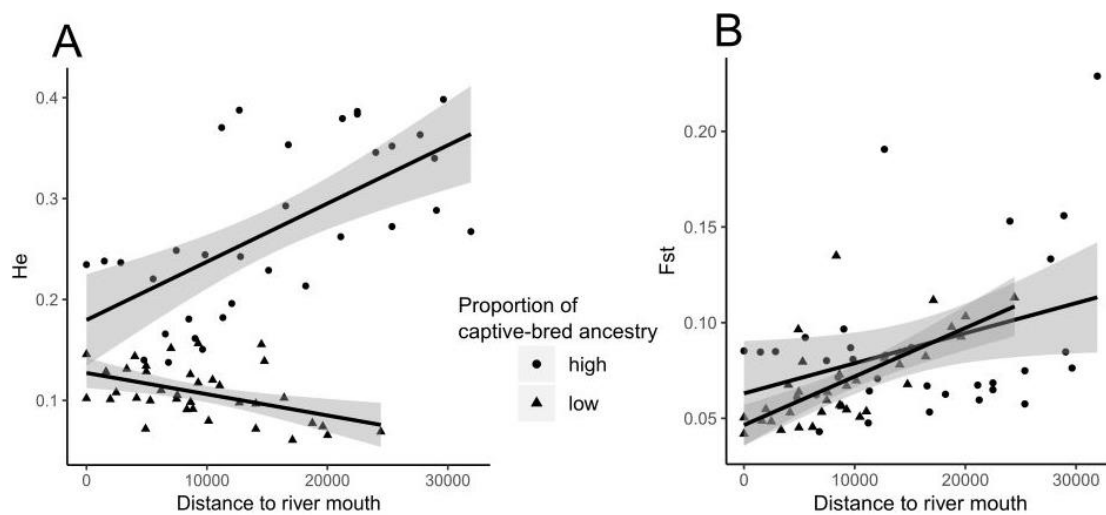 A
0.4
0.3
0.2
0.1
He
0 10000 20000 30000
Distance to river mouth
Proportion of
captive-bred ancestry
high
low
B
0.20
0.15
0.10
0.05
Fst
0 10000 20000 30000
Distance to river mouth